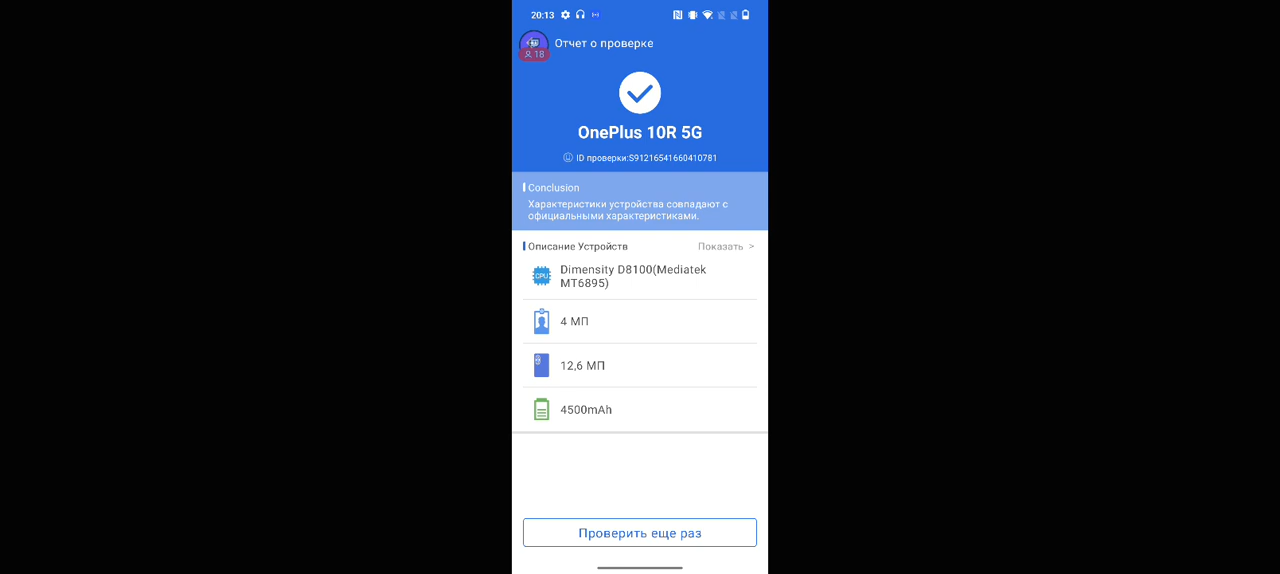 20:13
Отчет о проверке
18
OnePlus 10R 5G
ID проверки:S91216541660410781
Conclusion
Характеристики устройства совпадают с
официальными характеристиками.
Описание Устройств
Показать >
CPU
Dimensity D8100(Mediatek
MT6895)
4 МП
12,6 МП
4500mAh
Проверить еще раз